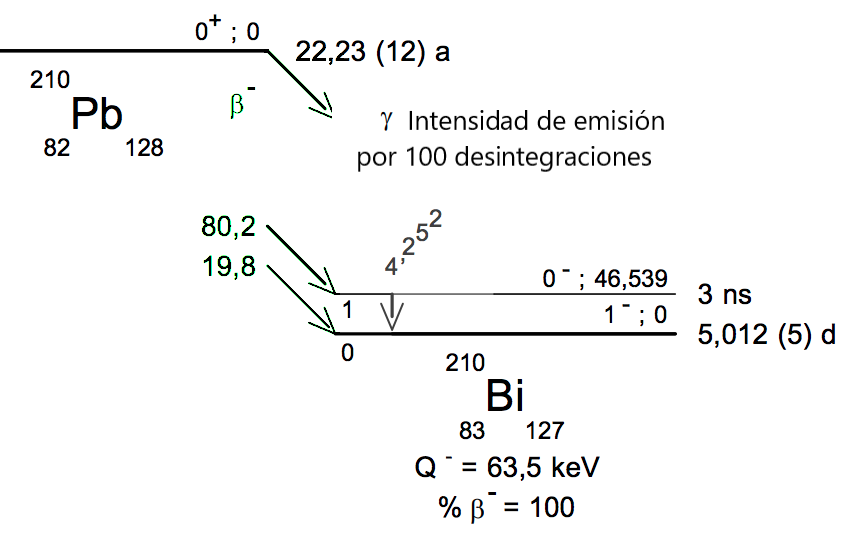 0⁺ ; 0
22,23 (12) a
²¹⁰
Pb
82 128
β⁻
γ Intensidad de emisión
por 100 desintegraciones
80,2
19,8
4,252
0⁻ ; 46,539
3 ns
1
1⁻ ; 0
5,012 (5) d
0
²¹⁰
Bi
83 127
Q⁻ = 63,5 keV
% β⁻ = 100